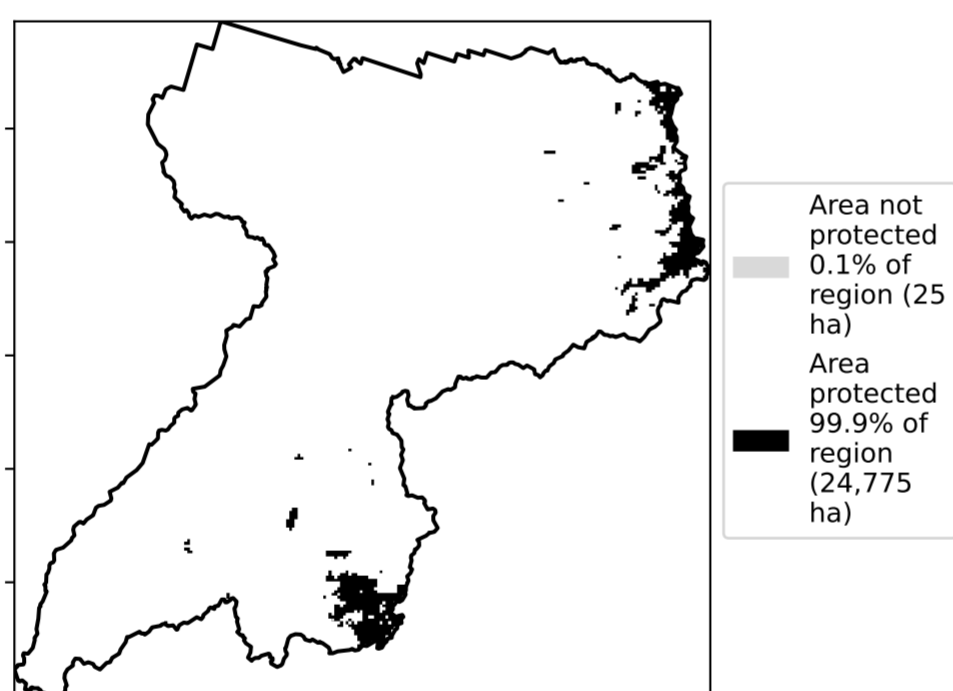 Area not
protected
0.1% of
region (25
ha)
Area
protected
99.9% of
region
(24,775
ha)